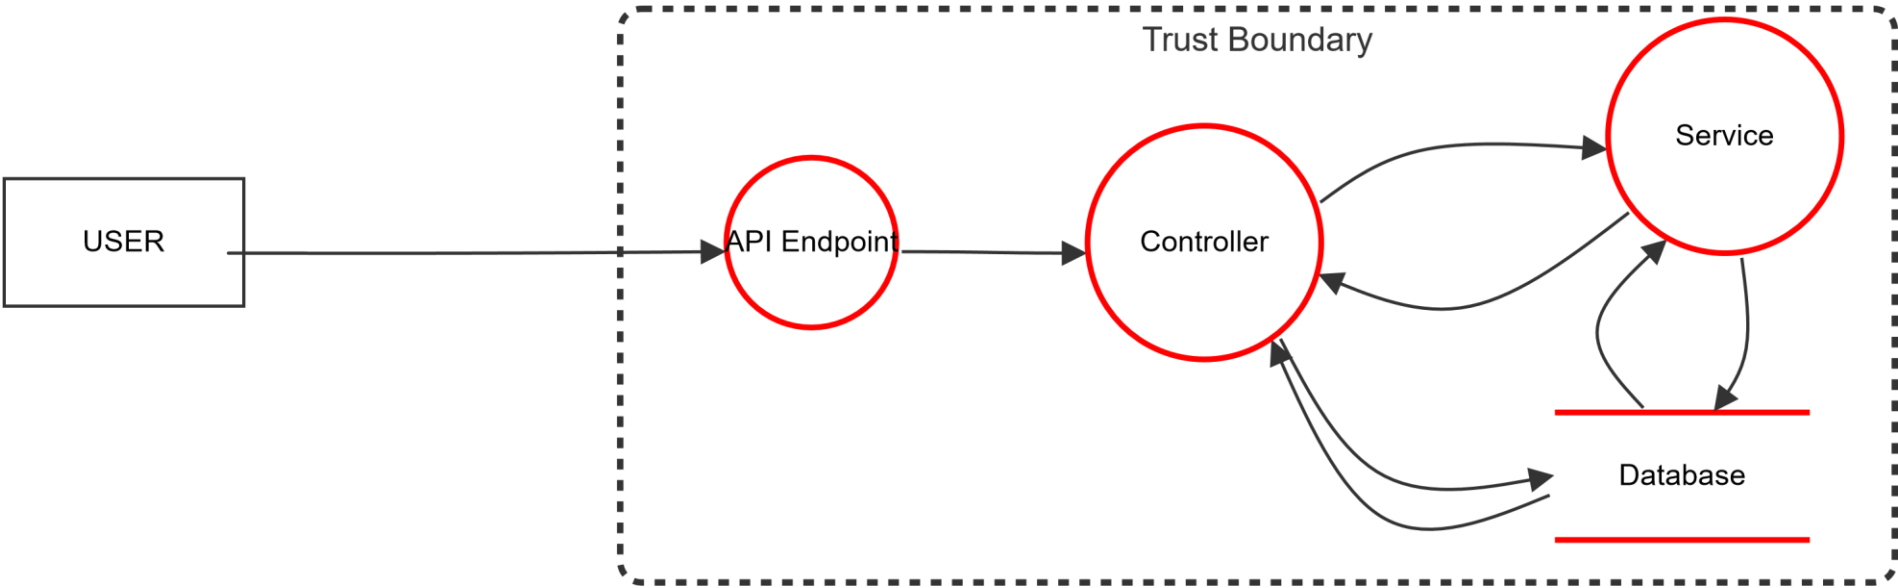 Trust Boundary
USER
API Endpoint
Controller
Service
Database